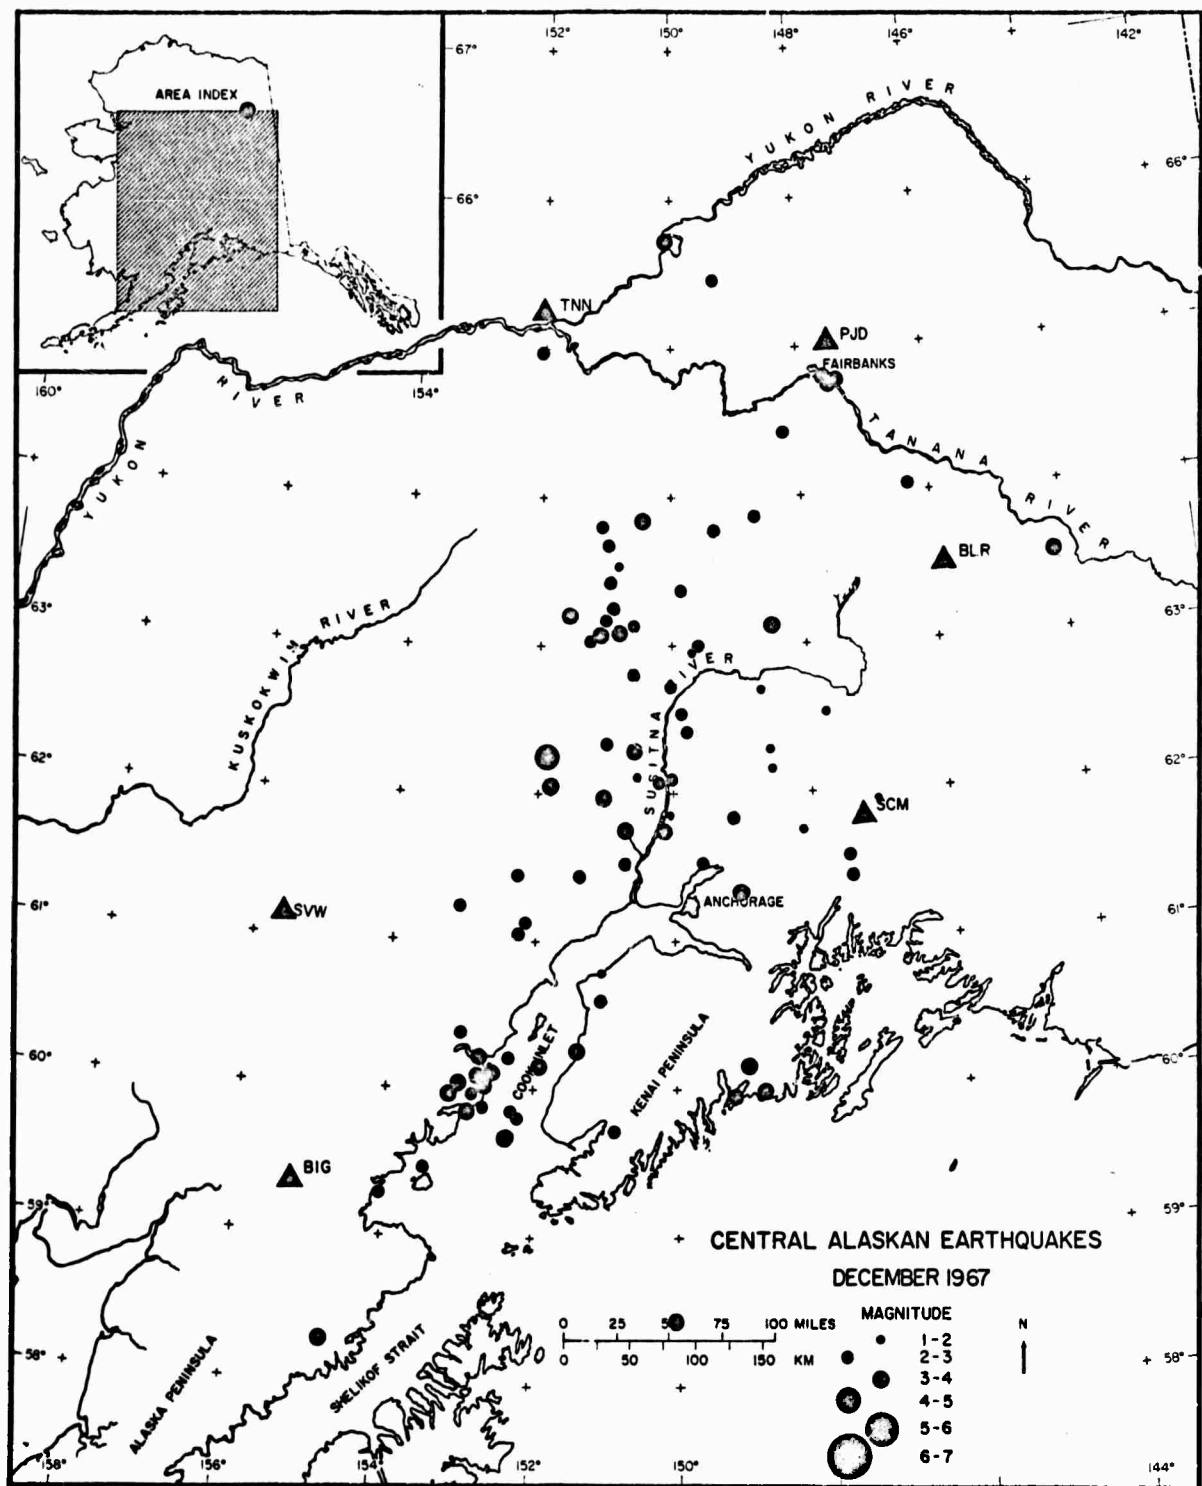 152° 150° 148° 146° 142°
67°
AREA INDEX
YUKON RIVER
66°
66°
TNN
PJD
FAIRBANKS
160° 154°
YUKON RIVER
TANANA RIVER
BLR
63°
63°
KUSKOKWIM RIVER
SUSITNA RIVER
62°
62°
SCM
61°
SVW
ANCHORAGE
61°
COOK INLET
KENAI PENINSULA
60°
60°
BIG
59°
59°
CENTRAL ALASKAN EARTHQUAKES
DECEMBER 1967
MAGNITUDE
0 25 50 75 100 MILES
0 50 100 150 KM
1-2
2-3
3-4
4-5
5-6
6-7
N
58°
58°
ALASKA PENINSULA
SHELIKOF STRAIT
158° 156° 154° 152° 150° 144°